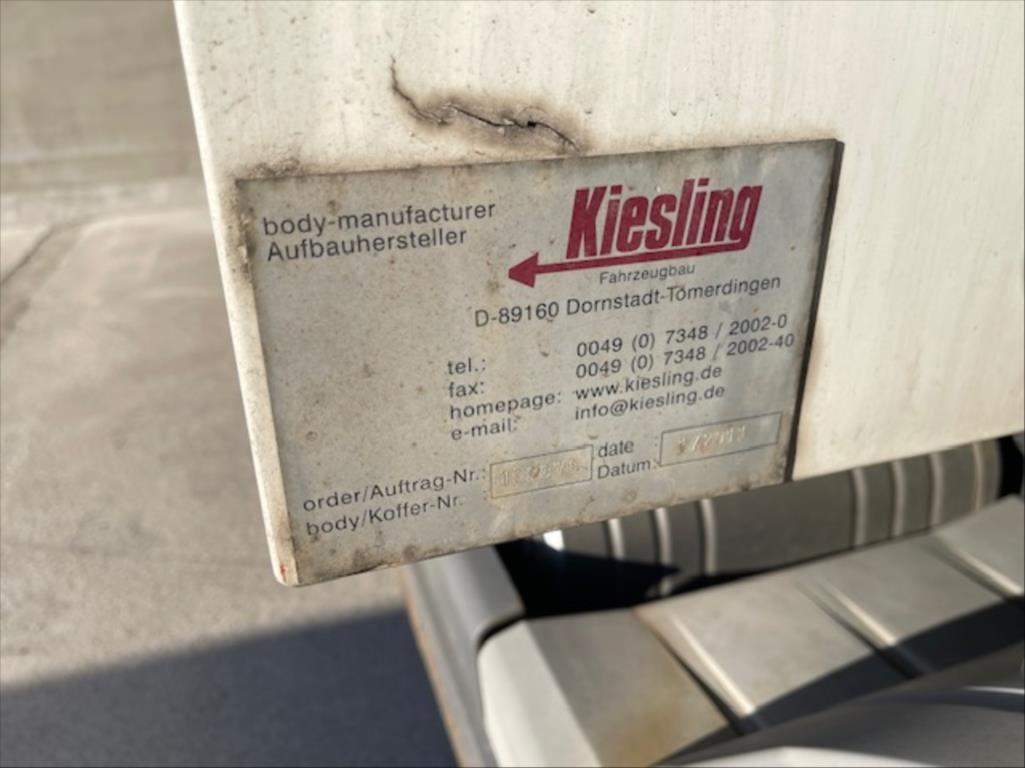 body-manufacturer
Aufbauhersteller
Kiesling
Fahrzeugbau
D-89160 Dornstadt-Tomerdingen
tel.: 0049 (0) 7348 / 2002-0
fax: 0049 (0) 7348 / 2002-40
homepage: www.kiesling.de
e-mail: info@kiesling.de
order/Auftrag-Nr.:
body/Koffer-Nr.
date
Datum: